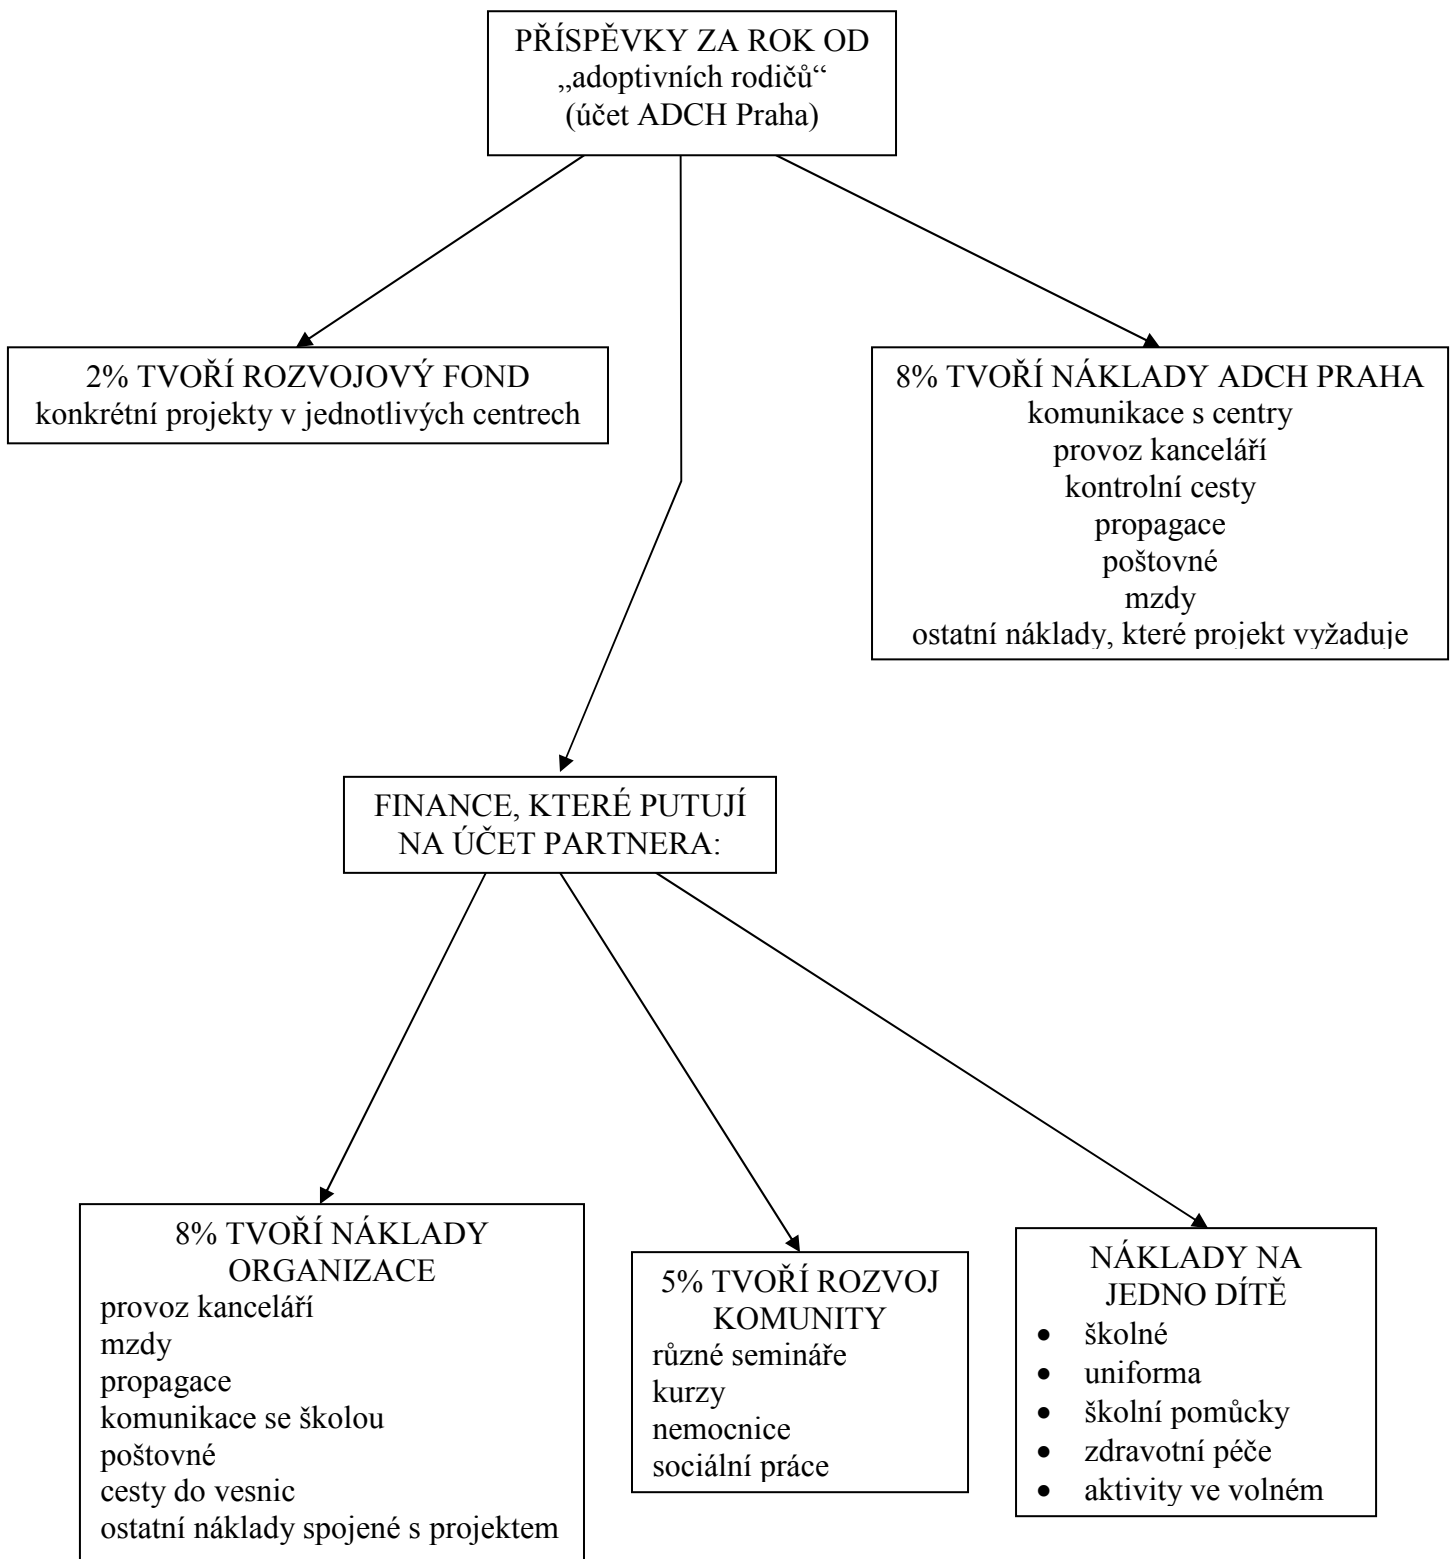 PŘÍSPĚVKY ZA ROK OD
„adoptivních rodičů“
(účet ADCH Praha)
2% TVOŘÍ ROZVOJOVÝ FOND
konkrétní projekty v jednotlivých centrech
8% TVOŘÍ NÁKLADY ADCH PRAHA
komunikace s centry
provoz kanceláří
kontrolní cesty
propagace
poštovné
mzdy
ostatní náklady, které projekt vyžaduje
FINANCE, KTERÉ PUTUJÍ
NA ÚČET PARTNERA:
8% TVOŘÍ NÁKLADY
ORGANIZACE
provoz kanceláří
mzdy
propagace
komunikace se školou
poštovné
cesty do vesnic
ostatní náklady spojené s projektem
5% TVOŘÍ ROZVOJ
KOMUNITY
různé semináře
kurzy
nemocnice
sociální práce
NÁKLADY NA
JEDNO DÍTĚ
• školné
• uniforma
• školní pomůcky
• zdravotní péče
• aktivity ve volném